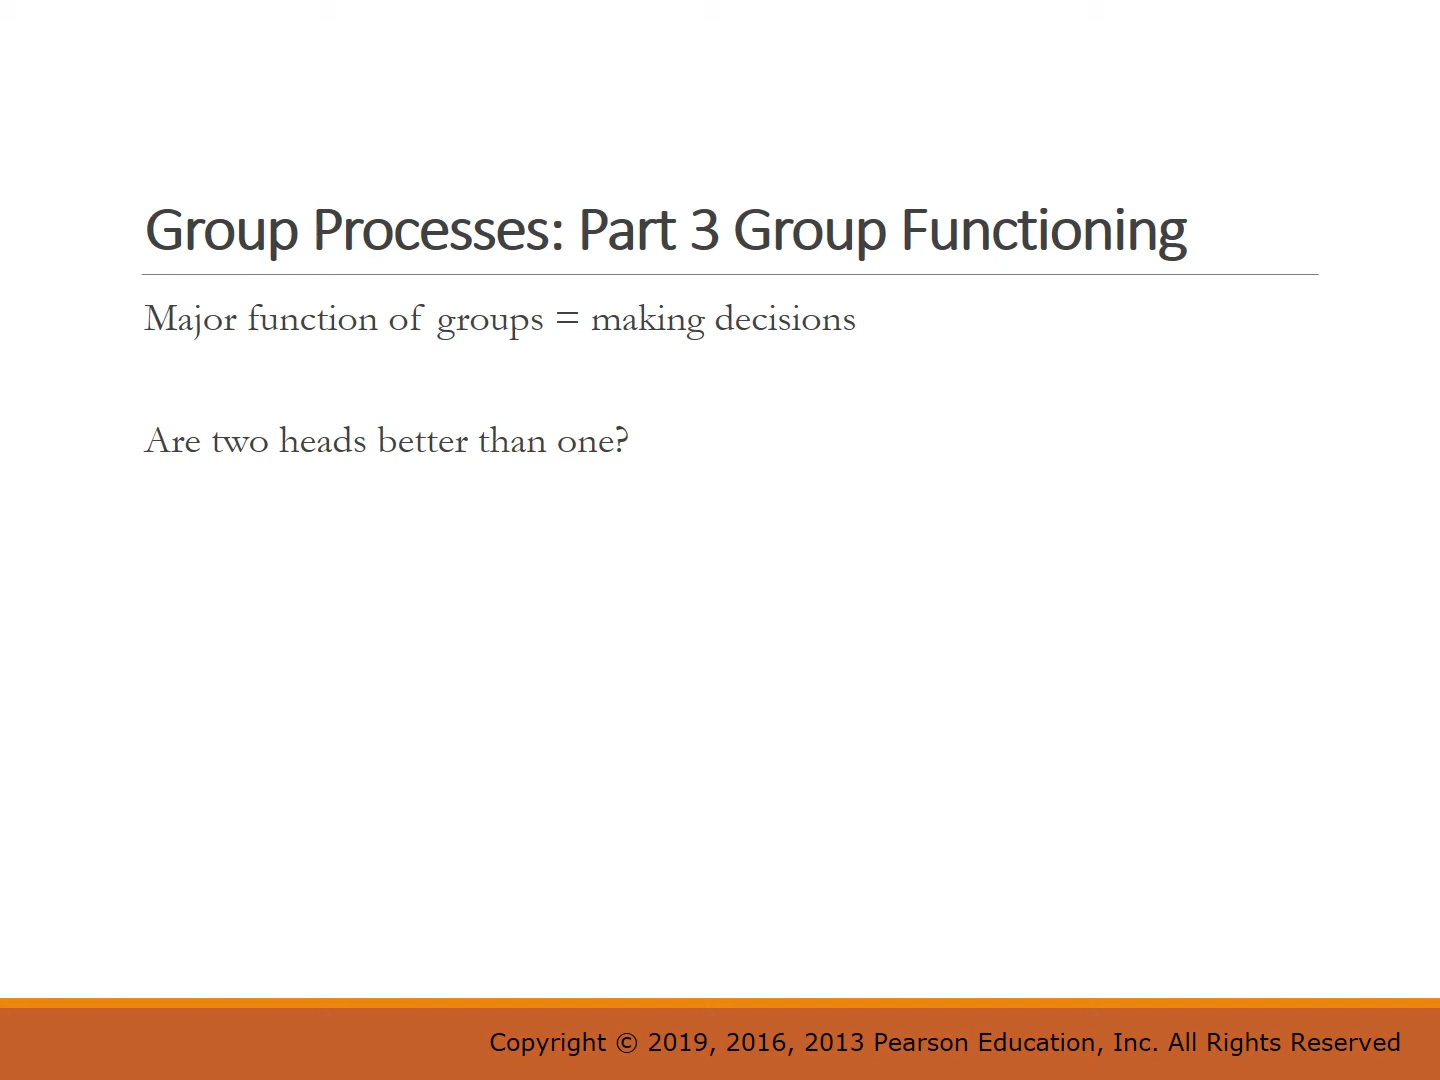 Group Processes: Part 3 Group Functioning
Major function of groups = making decisions
Are two heads better than one?
Copyright © 2019, 2016, 2013 Pearson Education, Inc. All Rights Reserved